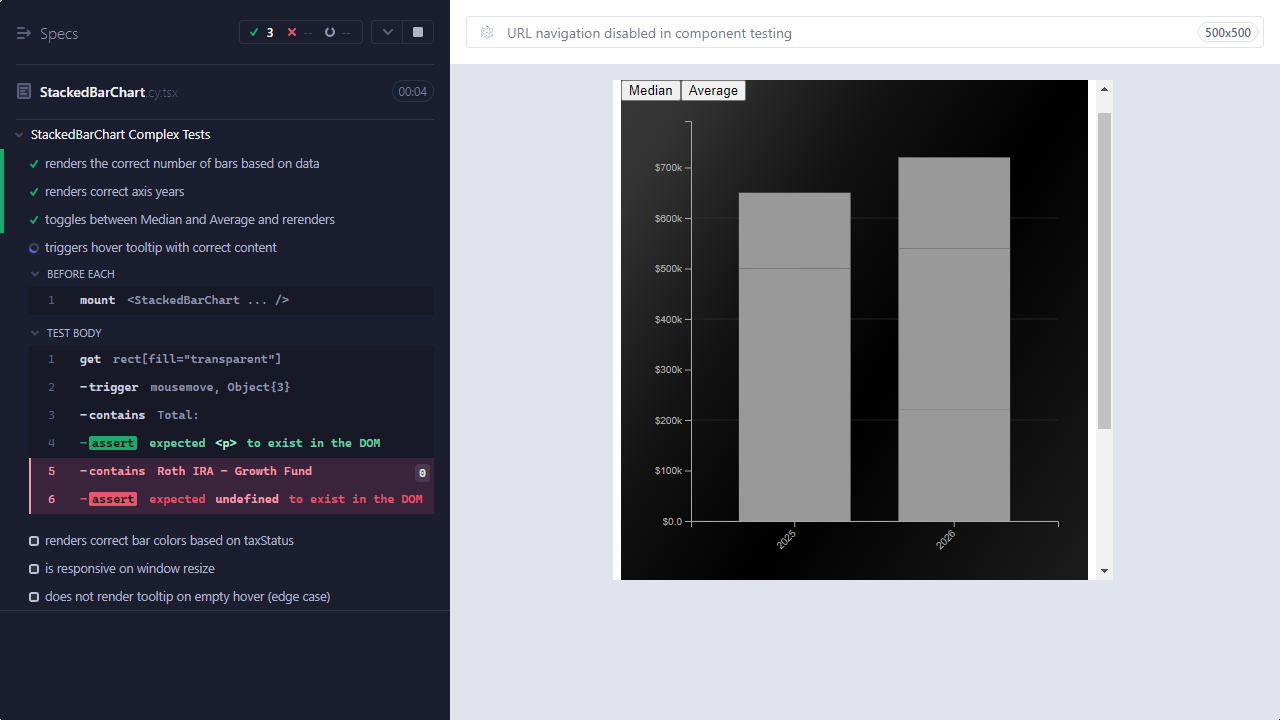 Specs
3 -- --
StackedBarChart.cy.tsx 00:04
StackedBarChart Complex Tests
renders the correct number of bars based on data
renders correct axis years
toggles between Median and Average and rerenders
triggers hover tooltip with correct content
BEFORE EACH
1 mount <StackedBarChart ... />
TEST BODY
1 get rect[fill="transparent"]
2 -trigger mousemove, Object{3}
3 -contains Total:
4 -assert expected <p> to exist in the DOM
5 -contains Roth IRA - Growth Fund 0
6 -assert expected undefined to exist in the DOM
renders correct bar colors based on taxStatus
is responsive on window resize
does not render tooltip on empty hover (edge case)
URL navigation disabled in component testing 500x500
Median Average
$700k
$600k
$500k
$400k
$300k
$200k
$100k
$0.0
2025 2026